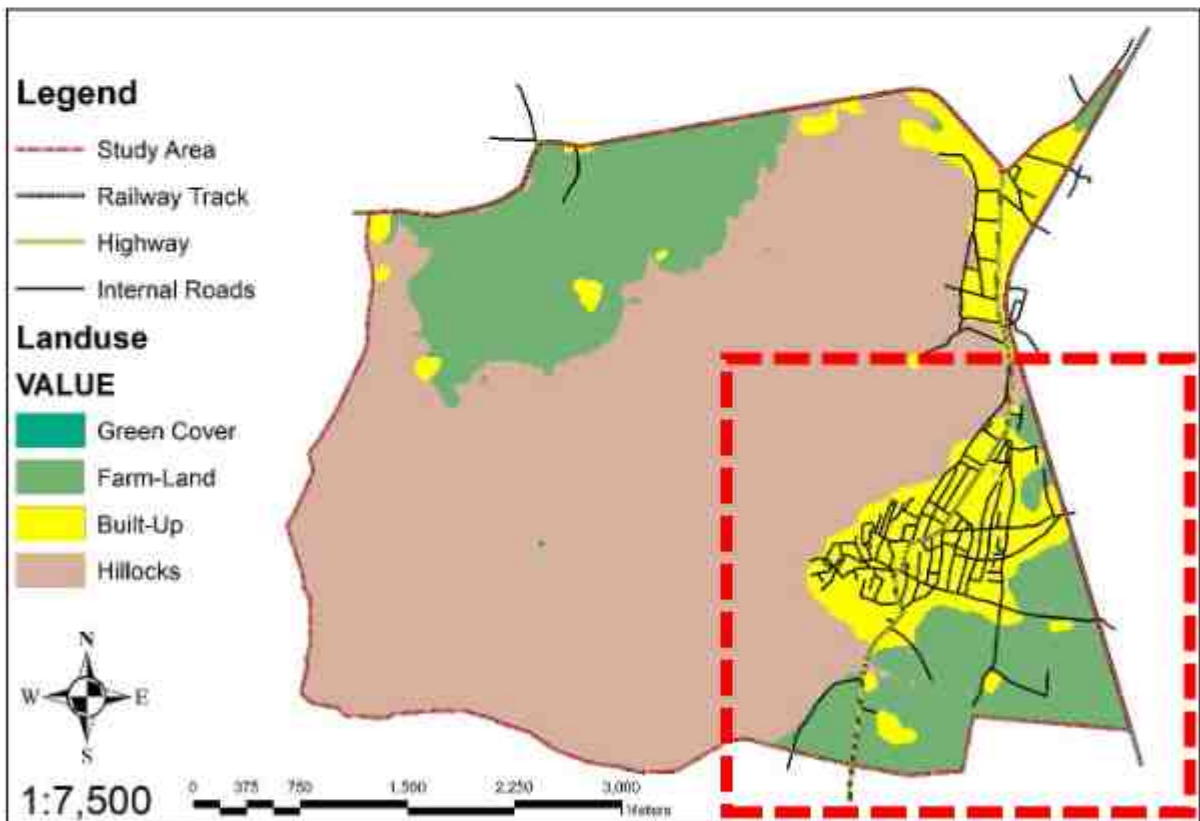 Legend
Study Area
Railway Track
Highway
Internal Roads
Landuse
VALUE
Green Cover
Farm-Land
Built-Up
Hillocks
N
W E
S
1:7,500
0 375 750 1,500 2,250 3,000
Meters